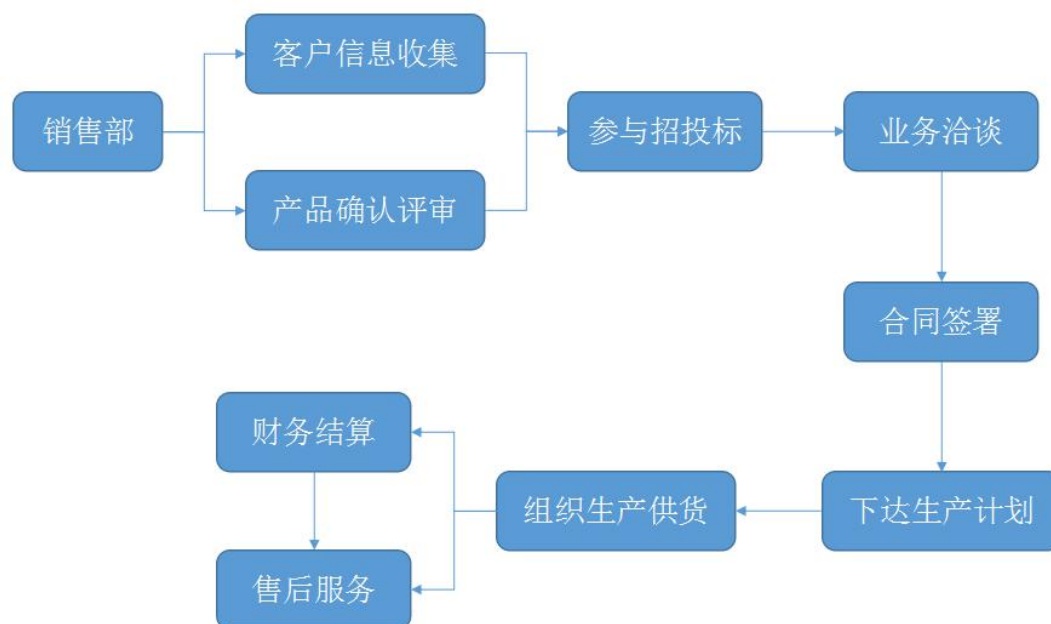 客户信息收集
销售部
参与招投标
业务洽谈
产品确认评审
合同签署
财务结算
组织生产供货
下达生产计划
售后服务